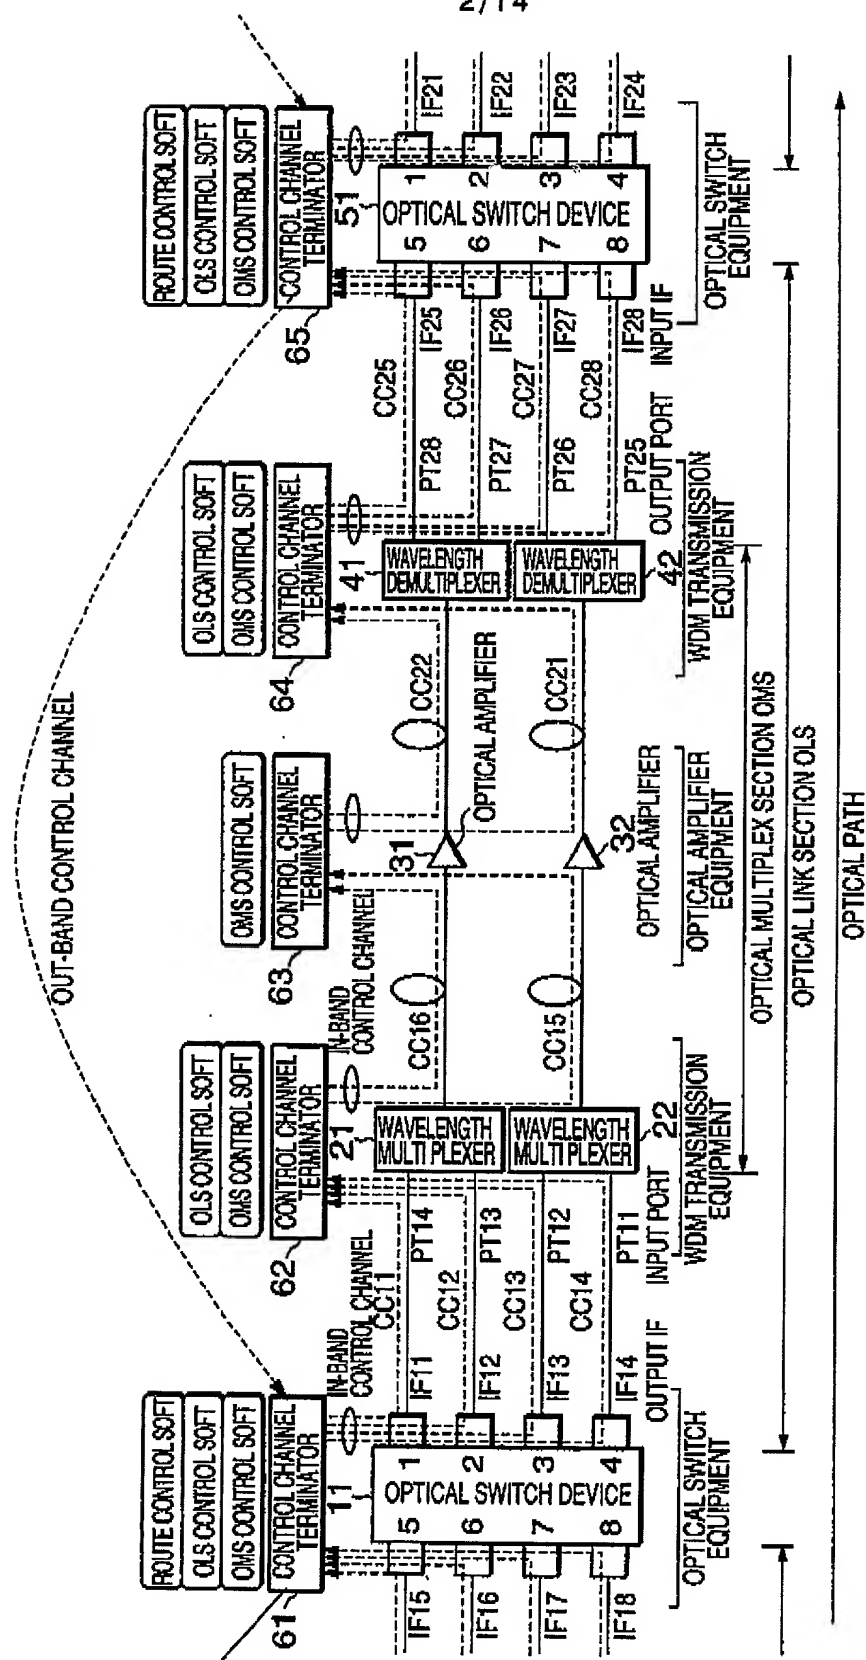 2/14
OUT-BAND CONTROL CHANNEL
ROUTE CONTROL SOFT
OLS CONTROL SOFT
OMS CONTROL SOFT
CONTROL CHANNEL
TERMINATOR
61
IN-BAND
CONTROL CHANNEL
11
OPTICAL SWITCH DEVICE
5
6
7
8
1
2
3
4
IF15
IF16
IF17
IF18
IF11
IF12
IF13
IF14
OUTPUT IF
OPTICAL SWITCH
EQUIPMENT
CC11
CC12
CC13
CC14
PT14
PT13
PT12
PT11
INPUT PORT
OLS CONTROL SOFT
OMS CONTROL SOFT
CONTROL CHANNEL
TERMINATOR
62
IN-BAND
CONTROL CHANNEL
21
WAVELENGTH
MULTI PLEXER
WAVELENGTH
MULTI PLEXER
22
WDM TRANSMISSION
EQUIPMENT
CC16
CC15
OMS CONTROL SOFT
CONTROL CHANNEL
TERMINATOR
63
31
OPTICAL AMPLIFIER
32
OPTICAL AMPLIFIER
OPTICAL AMPLIFIER
EQUIPMENT
CC22
CC21
OLS CONTROL SOFT
OMS CONTROL SOFT
CONTROL CHANNEL
TERMINATOR
64
41
WAVELENGTH
DEMULTIPLEXER
WAVELENGTH
DEMULTIPLEXER
42
WDM TRANSMISSION
EQUIPMENT
PT28
PT27
PT26
PT25
OUTPUT PORT
CC25
CC26
CC27
CC28
IF25
IF26
IF27
IF28
INPUT IF
ROUTE CONTROL SOFT
OLS CONTROL SOFT
OMS CONTROL SOFT
CONTROL CHANNEL
TERMINATOR
65
51
OPTICAL SWITCH DEVICE
5
6
7
8
1
2
3
4
IF21
IF22
IF23
IF24
OPTICAL SWITCH
EQUIPMENT
OPTICAL MULTIPLEX SECTION OMS
OPTICAL LINK SECTION OLS
OPTICAL PATH